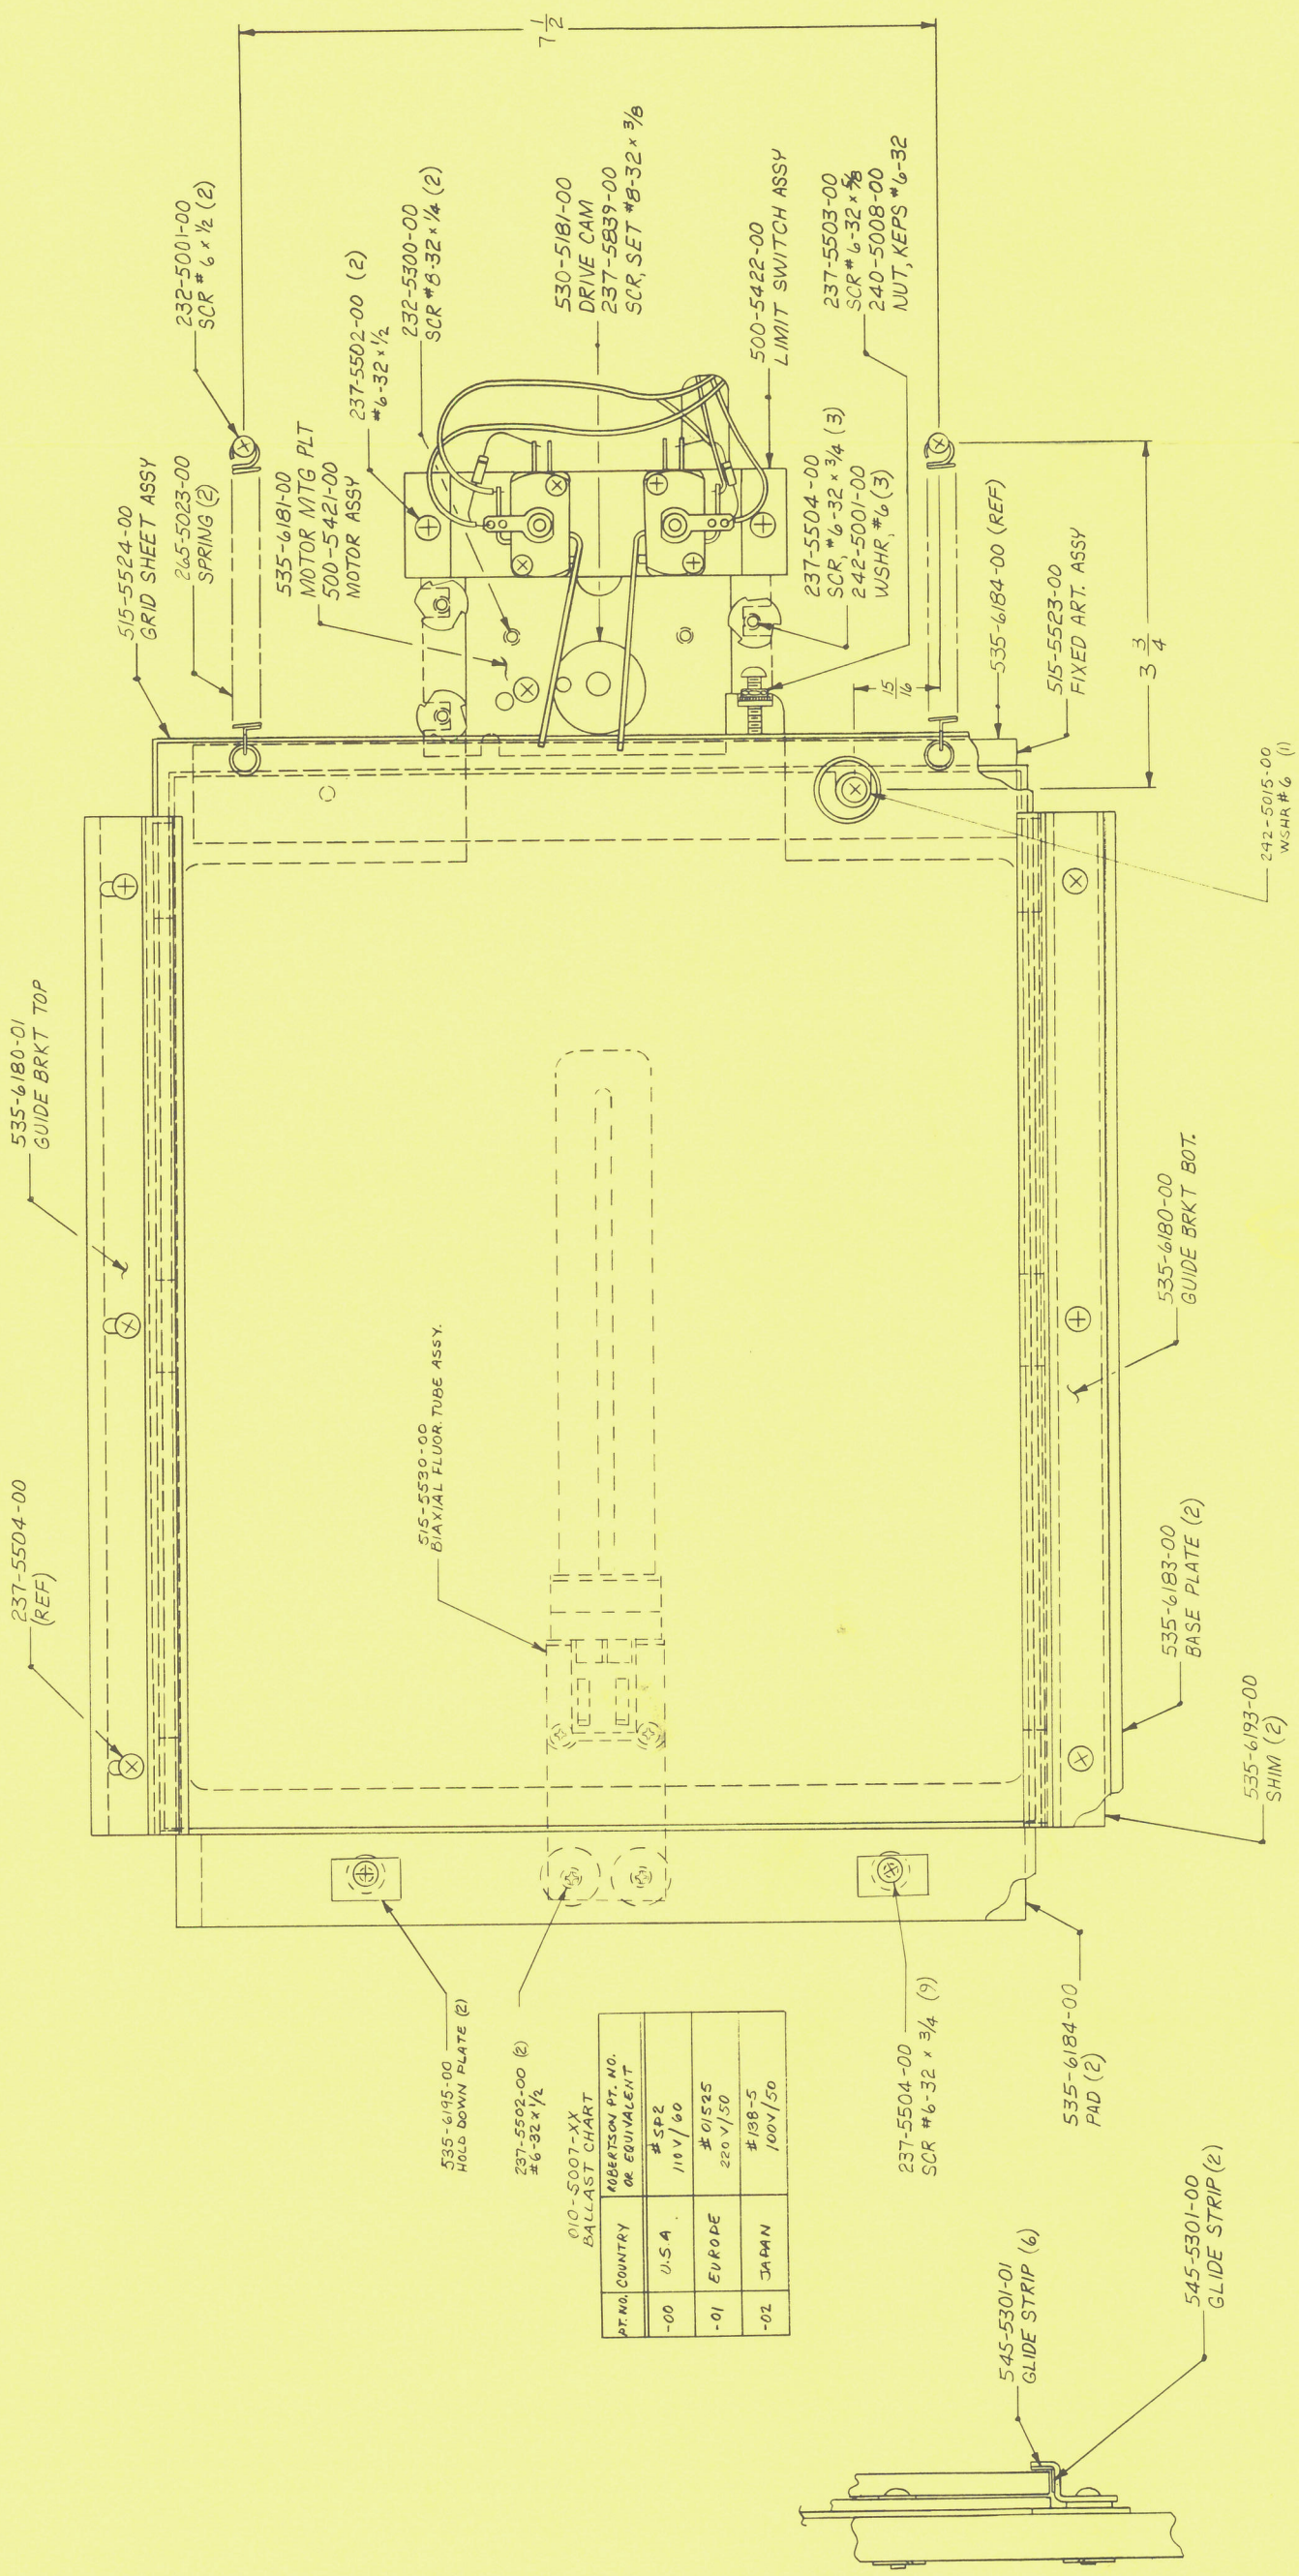 237-5504-00
(REF)
535-6180-01
GUIDE BRKT TOP
515-5524-00
GRID SHEET ASSY
265-5023-00
SPRING (2)
232-5001-00
SCR # 6 x 1/2 (2)
7 1/2
535-6181-00
MOTOR MTG PLT
500-5421-00
MOTOR ASSY
237-5502-00 (2)
#6-32 x 1/2
232-5300-00
SCR #8-32 x 1/4 (2)
530-5181-00
DRIVE CAM
237-5839-00
SCR, SET #8-32 x 3/8
500-5422-00
LIMIT SWITCH ASSY
237-5503-00
SCR #6-32 x 5/8
240-5008-00
NUT, KEPS #6-32
237-5504-00
SCR, #6-32 x 3/4 (3)
242-5001-00
WSHR, #6 (3)
15/16
535-6184-00 (REF)
515-5523-00
FIXED ART. ASSY
3 3/4
242-5015-00
WSHR #6 (1)
515-5530-00
BIAXIAL FLUOR. TUBE ASSY.
535-6180-00
GUIDE BRKT BOT.
535-6183-00
BASE PLATE (2)
535-6193-00
SHIM (2)
535-6195-00
HOLD DOWN PLATE (2)
237-5502-00 (2)
#6-32 x 1/2
010-5007-XX
BALLAST CHART
PT. NO. COUNTRY ROBERTSON PT. NO.
OR EQUIVALENT
-00 U.S.A. #SP2
110V/60
-01 EUROPE #01525
220V/50
-02 JAPAN #138-5
100V/50
237-5504-00
SCR #6-32 x 3/4 (9)
535-6184-00
PAD (2)
545-5301-01
GLIDE STRIP (6)
545-5301-00
GLIDE STRIP (2)